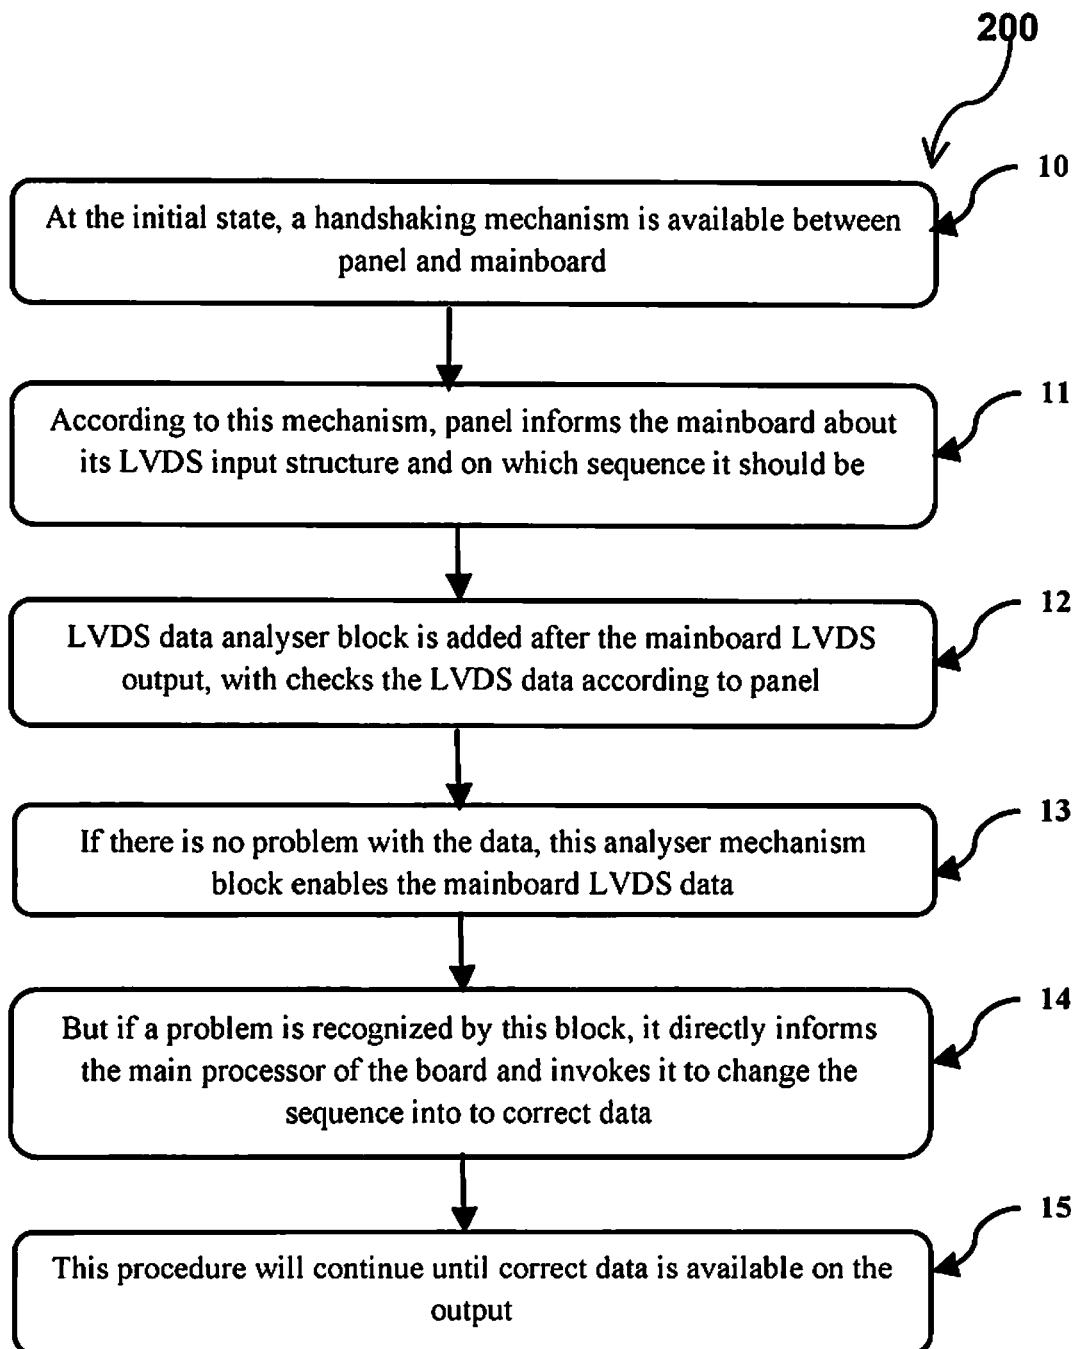 200
10
At the initial state, a handshaking mechanism is available between
panel and mainboard
11
According to this mechanism, panel informs the mainboard about
its LVDS input structure and on which sequence it should be
12
LVDS data analyser block is added after the mainboard LVDS
output, with checks the LVDS data according to panel
13
If there is no problem with the data, this analyser mechanism
block enables the mainboard LVDS data
14
But if a problem is recognized by this block, it directly informs
the main processor of the board and invokes it to change the
sequence into to correct data
15
This procedure will continue until correct data is available on the
output